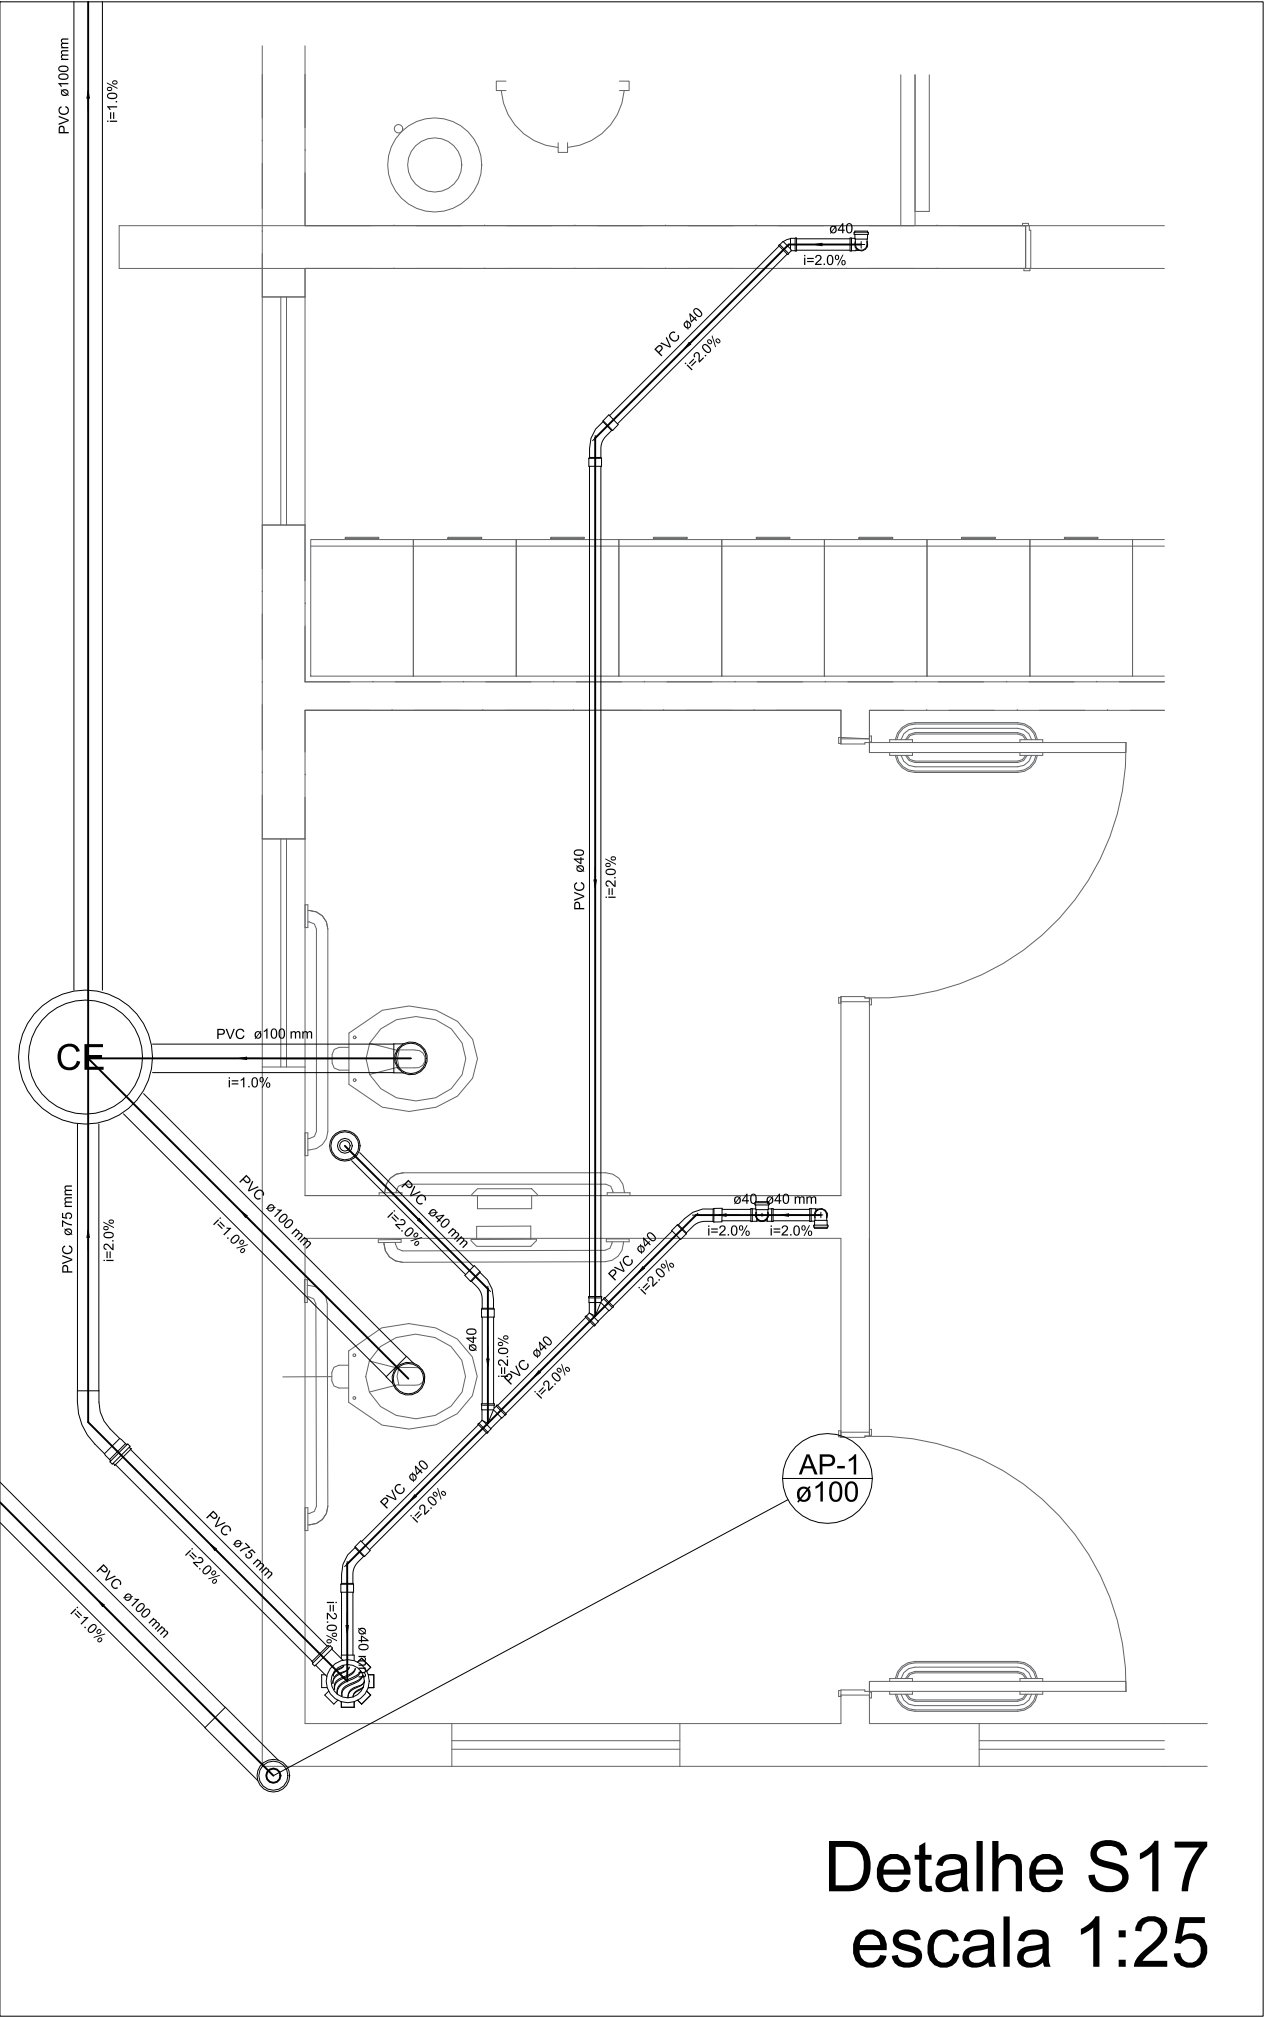 PVC ø100 mm
i=1.0%
ø40
i=2.0%
PVC ø40
i=2.0%
PVC ø40
i=2.0%
CE
PVC ø100 mm
i=1.0%
PVC ø75 mm
i=2.0%
PVC ø100 mm
i=1.0%
PVC ø40 mm
i=2.0%
ø40 ø40 mm
i=2.0% i=2.0%
PVC ø40
i=2.0%
ø40
i=2.0%
PVC ø40
i=2.0%
PVC ø40
i=2.0%
AP-1
ø100
PVC ø75 mm
i=2.0%
PVC ø100 mm
i=1.0%
i=2.0%
ø40 mm
Detalhe S17
escala 1:25